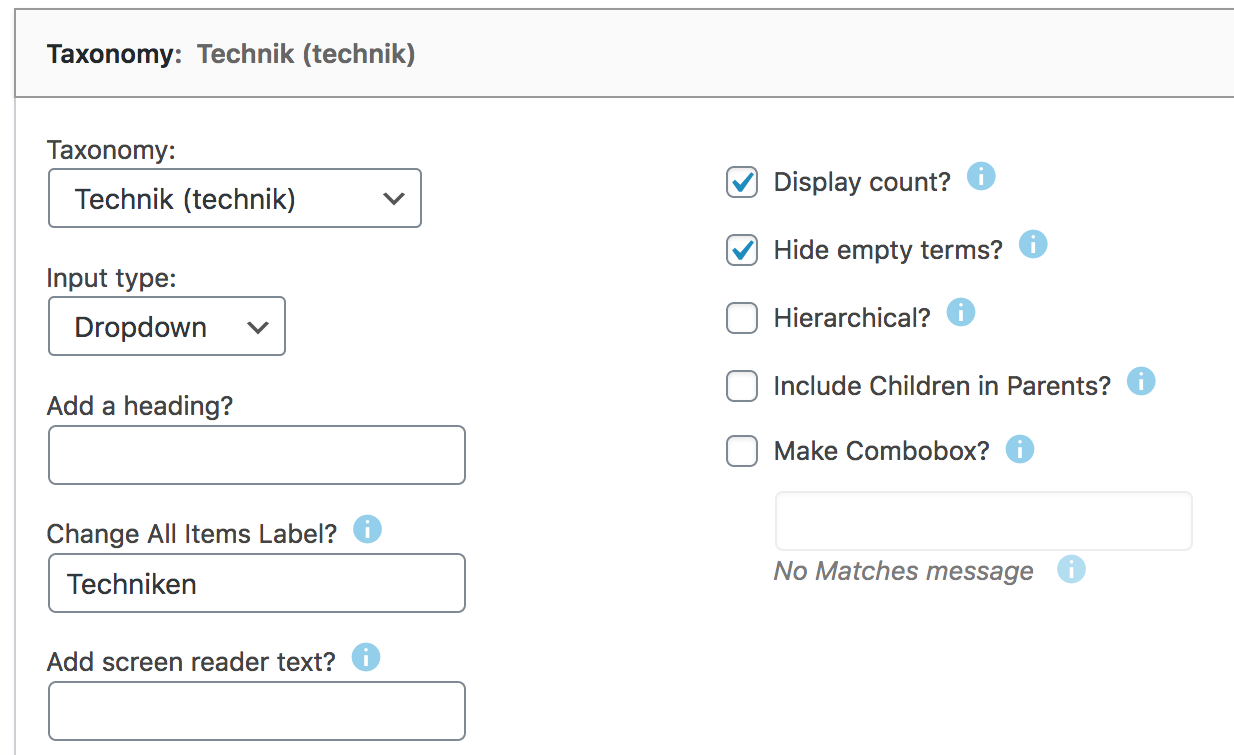 Taxonomy: Technik (technik)
Taxonomy:
Technik (technik)
Input type:
Dropdown
Add a heading?
Change All Items Label? i
Techniken
Add screen reader text? i
Display count? i
Hide empty terms? i
Hierarchical? i
Include Children in Parents? i
Make Combobox? i
No Matches message i